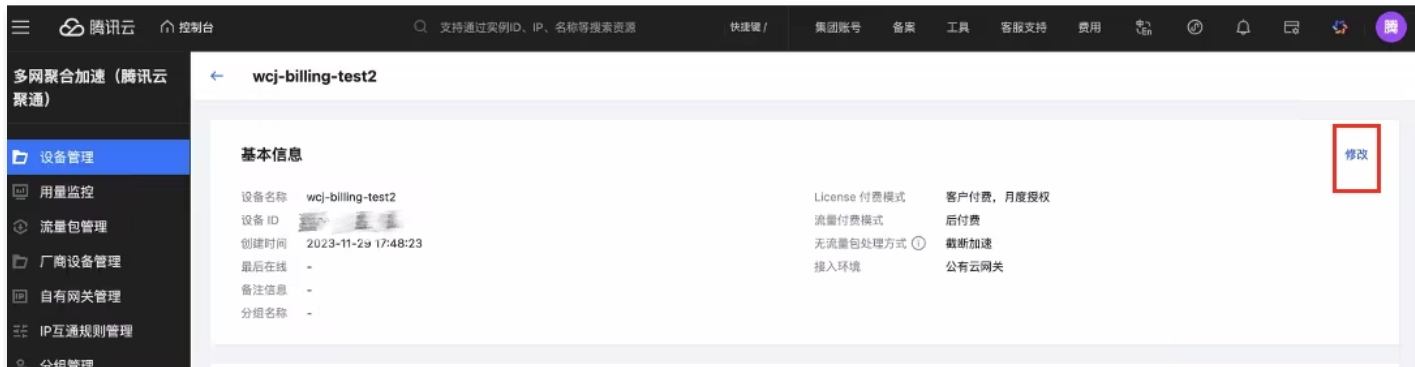 腾讯云
控制台
支持通过实例ID、IP、名称等搜索资源
快捷键 /
集团账号
备案
工具
客服支持
费用
腾
多网聚合加速（腾讯云
聚通）
← wcj-billing-test2
设备管理
用量监控
流量包管理
厂商设备管理
自有网关管理
IP互通规则管理
分组管理
基本信息
修改
设备名称 wcj-billing-test2
设备 ID
创建时间 2023-11-29 17:48:23
最后在线 -
备注信息 -
分组名称 -
License 付费模式 客户付费，月度授权
流量付费模式 后付费
无流量包处理方式 截断加速
接入环境 公有云网关